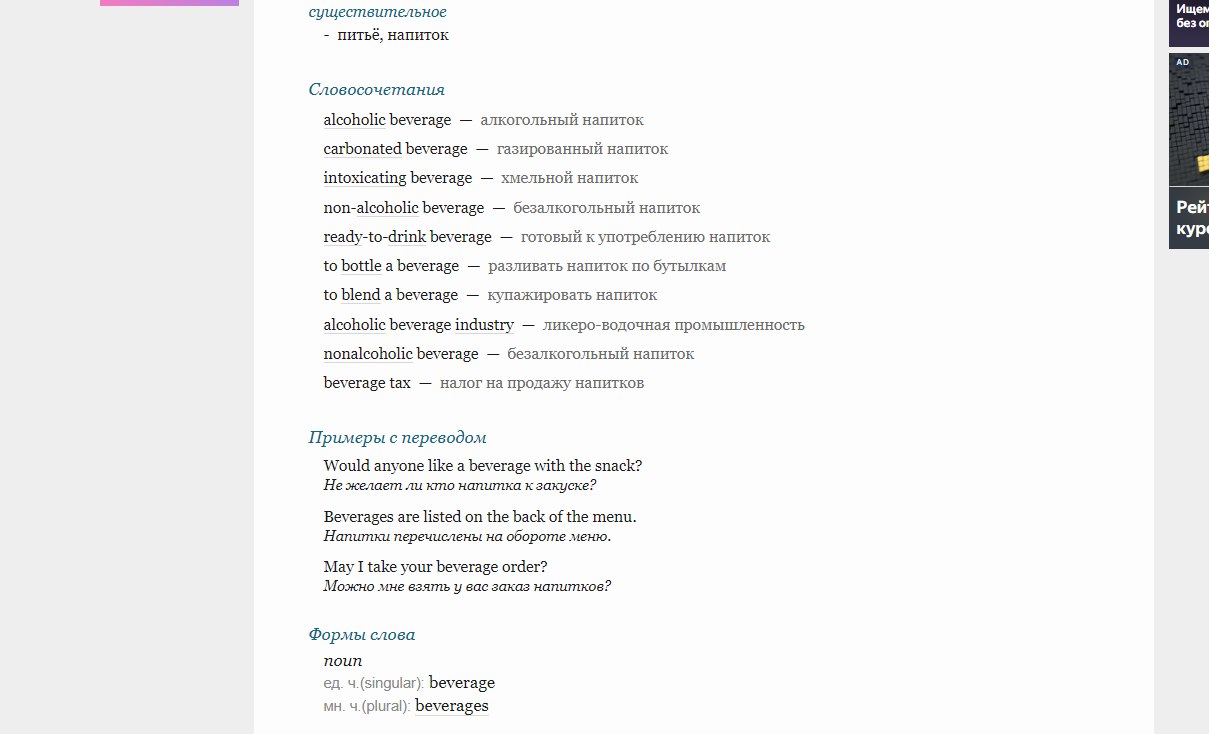 существительное
- питьё, напиток
Словосочетания
alcoholic beverage — алкогольный напиток
carbonated beverage — газированный напиток
intoxicating beverage — хмельной напиток
non-alcoholic beverage — безалкогольный напиток
ready-to-drink beverage — готовый к употреблению напиток
to bottle a beverage — разливать напиток по бутылкам
to blend a beverage — купажировать напиток
alcoholic beverage industry — ликеро-водочная промышленность
nonalcoholic beverage — безалкогольный напиток
beverage tax — налог на продажу напитков
Примеры с переводом
Would anyone like a beverage with the snack?
Не желает ли кто напитка к закуске?
Beverages are listed on the back of the menu.
Напитки перечислены на обороте меню.
May I take your beverage order?
Можно мне взять у вас заказ напитков?
Формы слова
noun
ед. ч.(singular): beverage
мн. ч.(plural): beverages
Ищем
без
AD